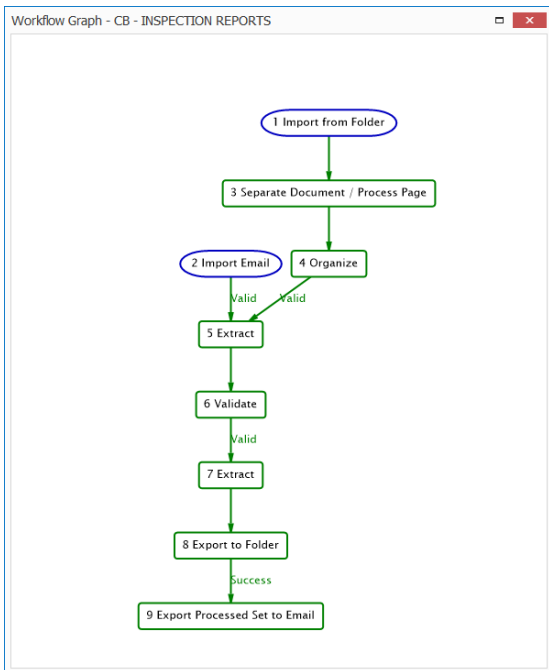 Workflow Graph - CB - INSPECTION REPORTS
1 Import from Folder
3 Separate Document / Process Page
2 Import Email
4 Organize
Valid
Valid
5 Extract
6 Validate
Valid
7 Extract
8 Export to Folder
Success
9 Export Processed Set to Email